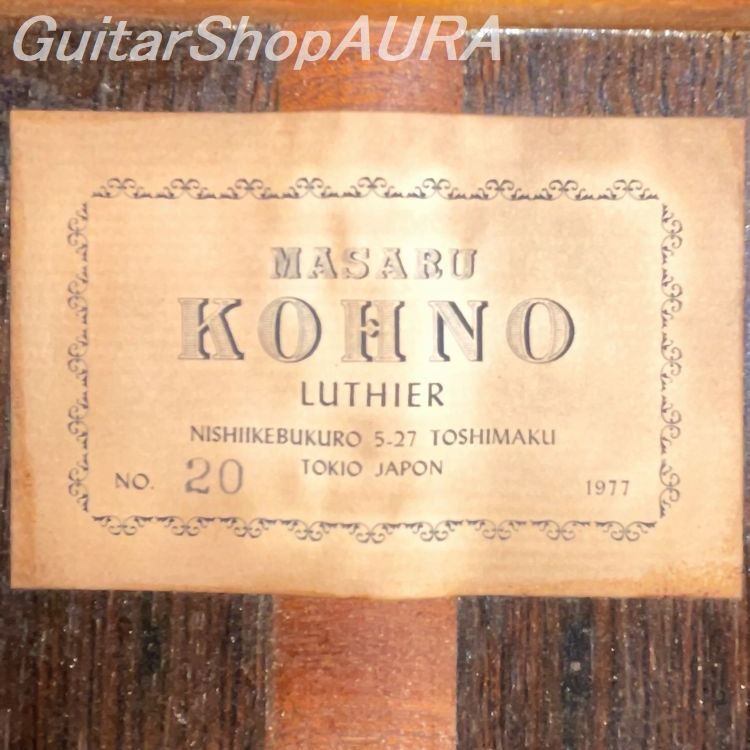 GuitarShopAURA
MASARU
KOHNO
LUTHIER
NISHIIKEBUKURO 5-27 TOSHIMAKU
TOKIO JAPON
NO. 20
1977